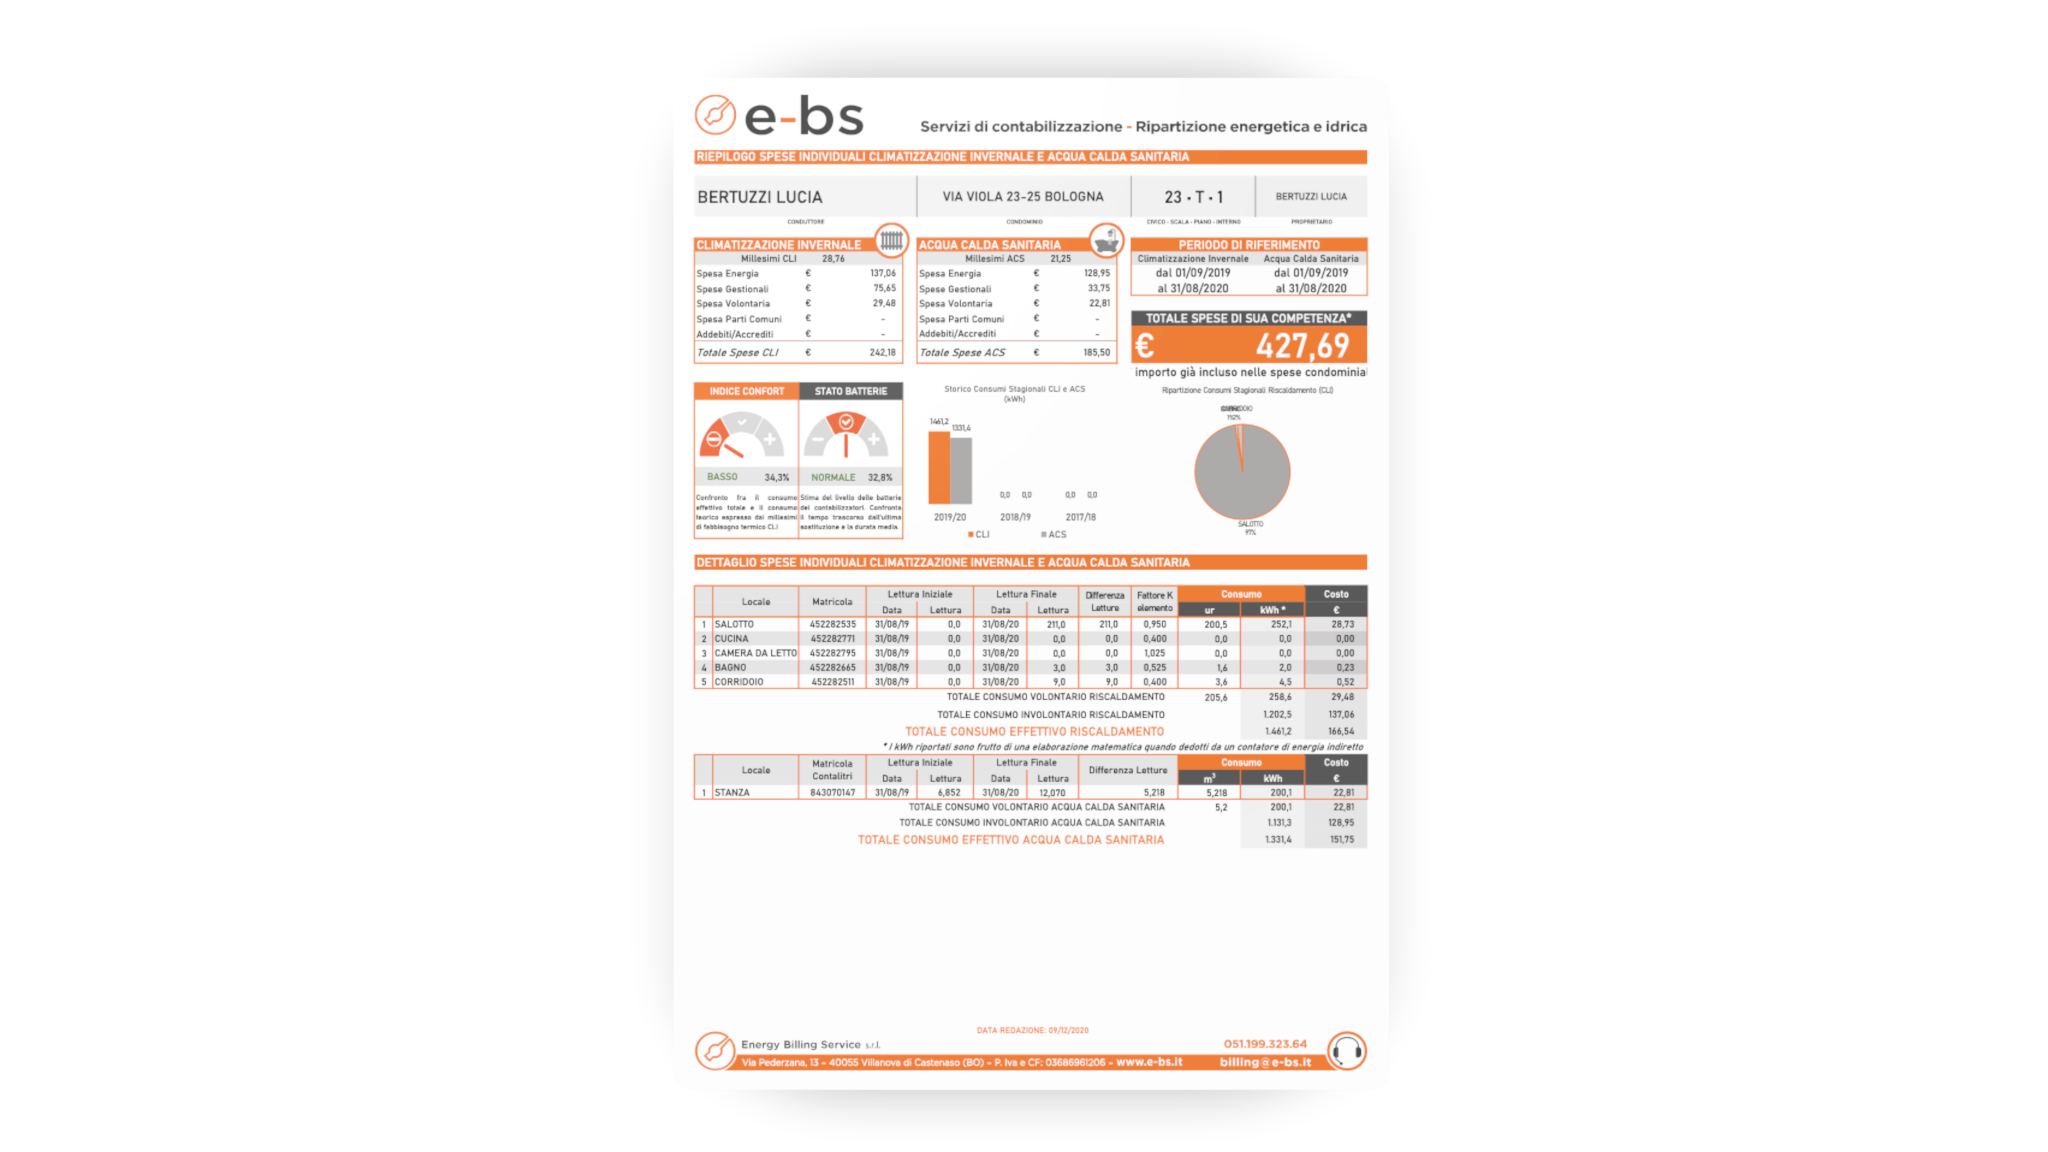 e-bs
Servizi di contabilizzazione - Ripartizione energetica e idrica
RIEPILOGO SPESE INDIVIDUALI CLIMATIZZAZIONE INVERNALE E ACQUA CALDA SANITARIA
BERTUZZI LUCIA VIA VIOLA 23-25 BOLOGNA 23 - T - 1 BERTUZZI LUCIA
CONDUTTORE CONDOMINIO CIVICO - SCALA - PIANO - INTERNO PROPRIETARIO
CLIMATIZZAZIONE INVERNALE
Millesimi CLI 28,76
Spesa Energia € 137,06
Spese Gestionali € 75,65
Spesa Volontaria € 29,48
Spesa Parti Comuni € -
Addebiti/Accrediti € -
Totale Spese CLI € 242,18
ACQUA CALDA SANITARIA
Millesimi ACS 21,25
Spesa Energia € 128,95
Spese Gestionali € 33,75
Spesa Volontaria € 22,81
Spesa Parti Comuni € -
Addebiti/Accrediti € -
Totale Spese ACS € 185,50
PERIODO DI RIFERIMENTO
Climatizzazione Invernale Acqua Calda Sanitaria
dal 01/09/2019 dal 01/09/2019
al 31/08/2020 al 31/08/2020
TOTALE SPESE DI SUA COMPETENZA*
€ 427,69
importo già incluso nelle spese condominia
INDICE CONFORT
BASSO 34,3%
Confronto fra il consumo
effettivo totale e il consumo
teorico espresso dai millesimi
di fabbisogno termico CLI
STATO BATTERIE
NORMALE 32,8%
Stima del livello delle batterie
dei contabilizzatori. Confronta
il tempo trascorso dall'ultima
sostituzione e la durata media.
Storico Consumi Stagionali CLI e ACS
(kWh)
1461,2 1331,4
0,0 0,0 0,0 0,0
2019/20 2018/19 2017/18
CLI ACS
Ripartizione Consumi Stagionali Riscaldamento (CLI)
SALOTTO
97%
DETTAGLIO SPESE INDIVIDUALI CLIMATIZZAZIONE INVERNALE E ACQUA CALDA SANITARIA
Locale Matricola Lettura Iniziale Lettura Finale Differenza Letture Fattore K elemento Consumo Costo
Data Lettura Data Lettura ur kWh * €
1 SALOTTO 452282535 31/08/19 0,0 31/08/20 211,0 211,0 0,950 200,5 252,1 28,73
2 CUCINA 452282771 31/08/19 0,0 31/08/20 0,0 0,0 0,400 0,0 0,0 0,00
3 CAMERA DA LETTO 452282795 31/08/19 0,0 31/08/20 0,0 0,0 1,025 0,0 0,0 0,00
4 BAGNO 452282665 31/08/19 0,0 31/08/20 3,0 3,0 0,525 1,6 2,0 0,23
5 CORRIDOIO 452282511 31/08/19 0,0 31/08/20 9,0 9,0 0,400 3,6 4,5 0,52
TOTALE CONSUMO VOLONTARIO RISCALDAMENTO 205,6 258,6 29,48
TOTALE CONSUMO INVOLONTARIO RISCALDAMENTO 1.202,5 137,06
TOTALE CONSUMO EFFETTIVO RISCALDAMENTO 1.461,2 166,54
* I kWh riportati sono frutto di una elaborazione matematica quando dedotti da un contatore di energia indiretto
Locale Matricola Contalitri Lettura Iniziale Lettura Finale Differenza Letture Consumo Costo
Data Lettura Data Lettura m³ kWh €
1 STANZA 843070147 31/08/19 6,852 31/08/20 12,070 5,218 5,218 200,1 22,81
TOTALE CONSUMO VOLONTARIO ACQUA CALDA SANITARIA 5,2 200,1 22,81
TOTALE CONSUMO INVOLONTARIO ACQUA CALDA SANITARIA 1.131,3 128,95
TOTALE CONSUMO EFFETTIVO ACQUA CALDA SANITARIA 1.331,4 151,75
DATA REDAZIONE: 09/12/2020
Energy Billing Service s.r.l. 051.199.323.64
Via Pederzana, 13 - 40055 Villanova di Castenaso (BO) - P. Iva e CF: 03686961206 - www.e-bs.it billing@e-bs.it